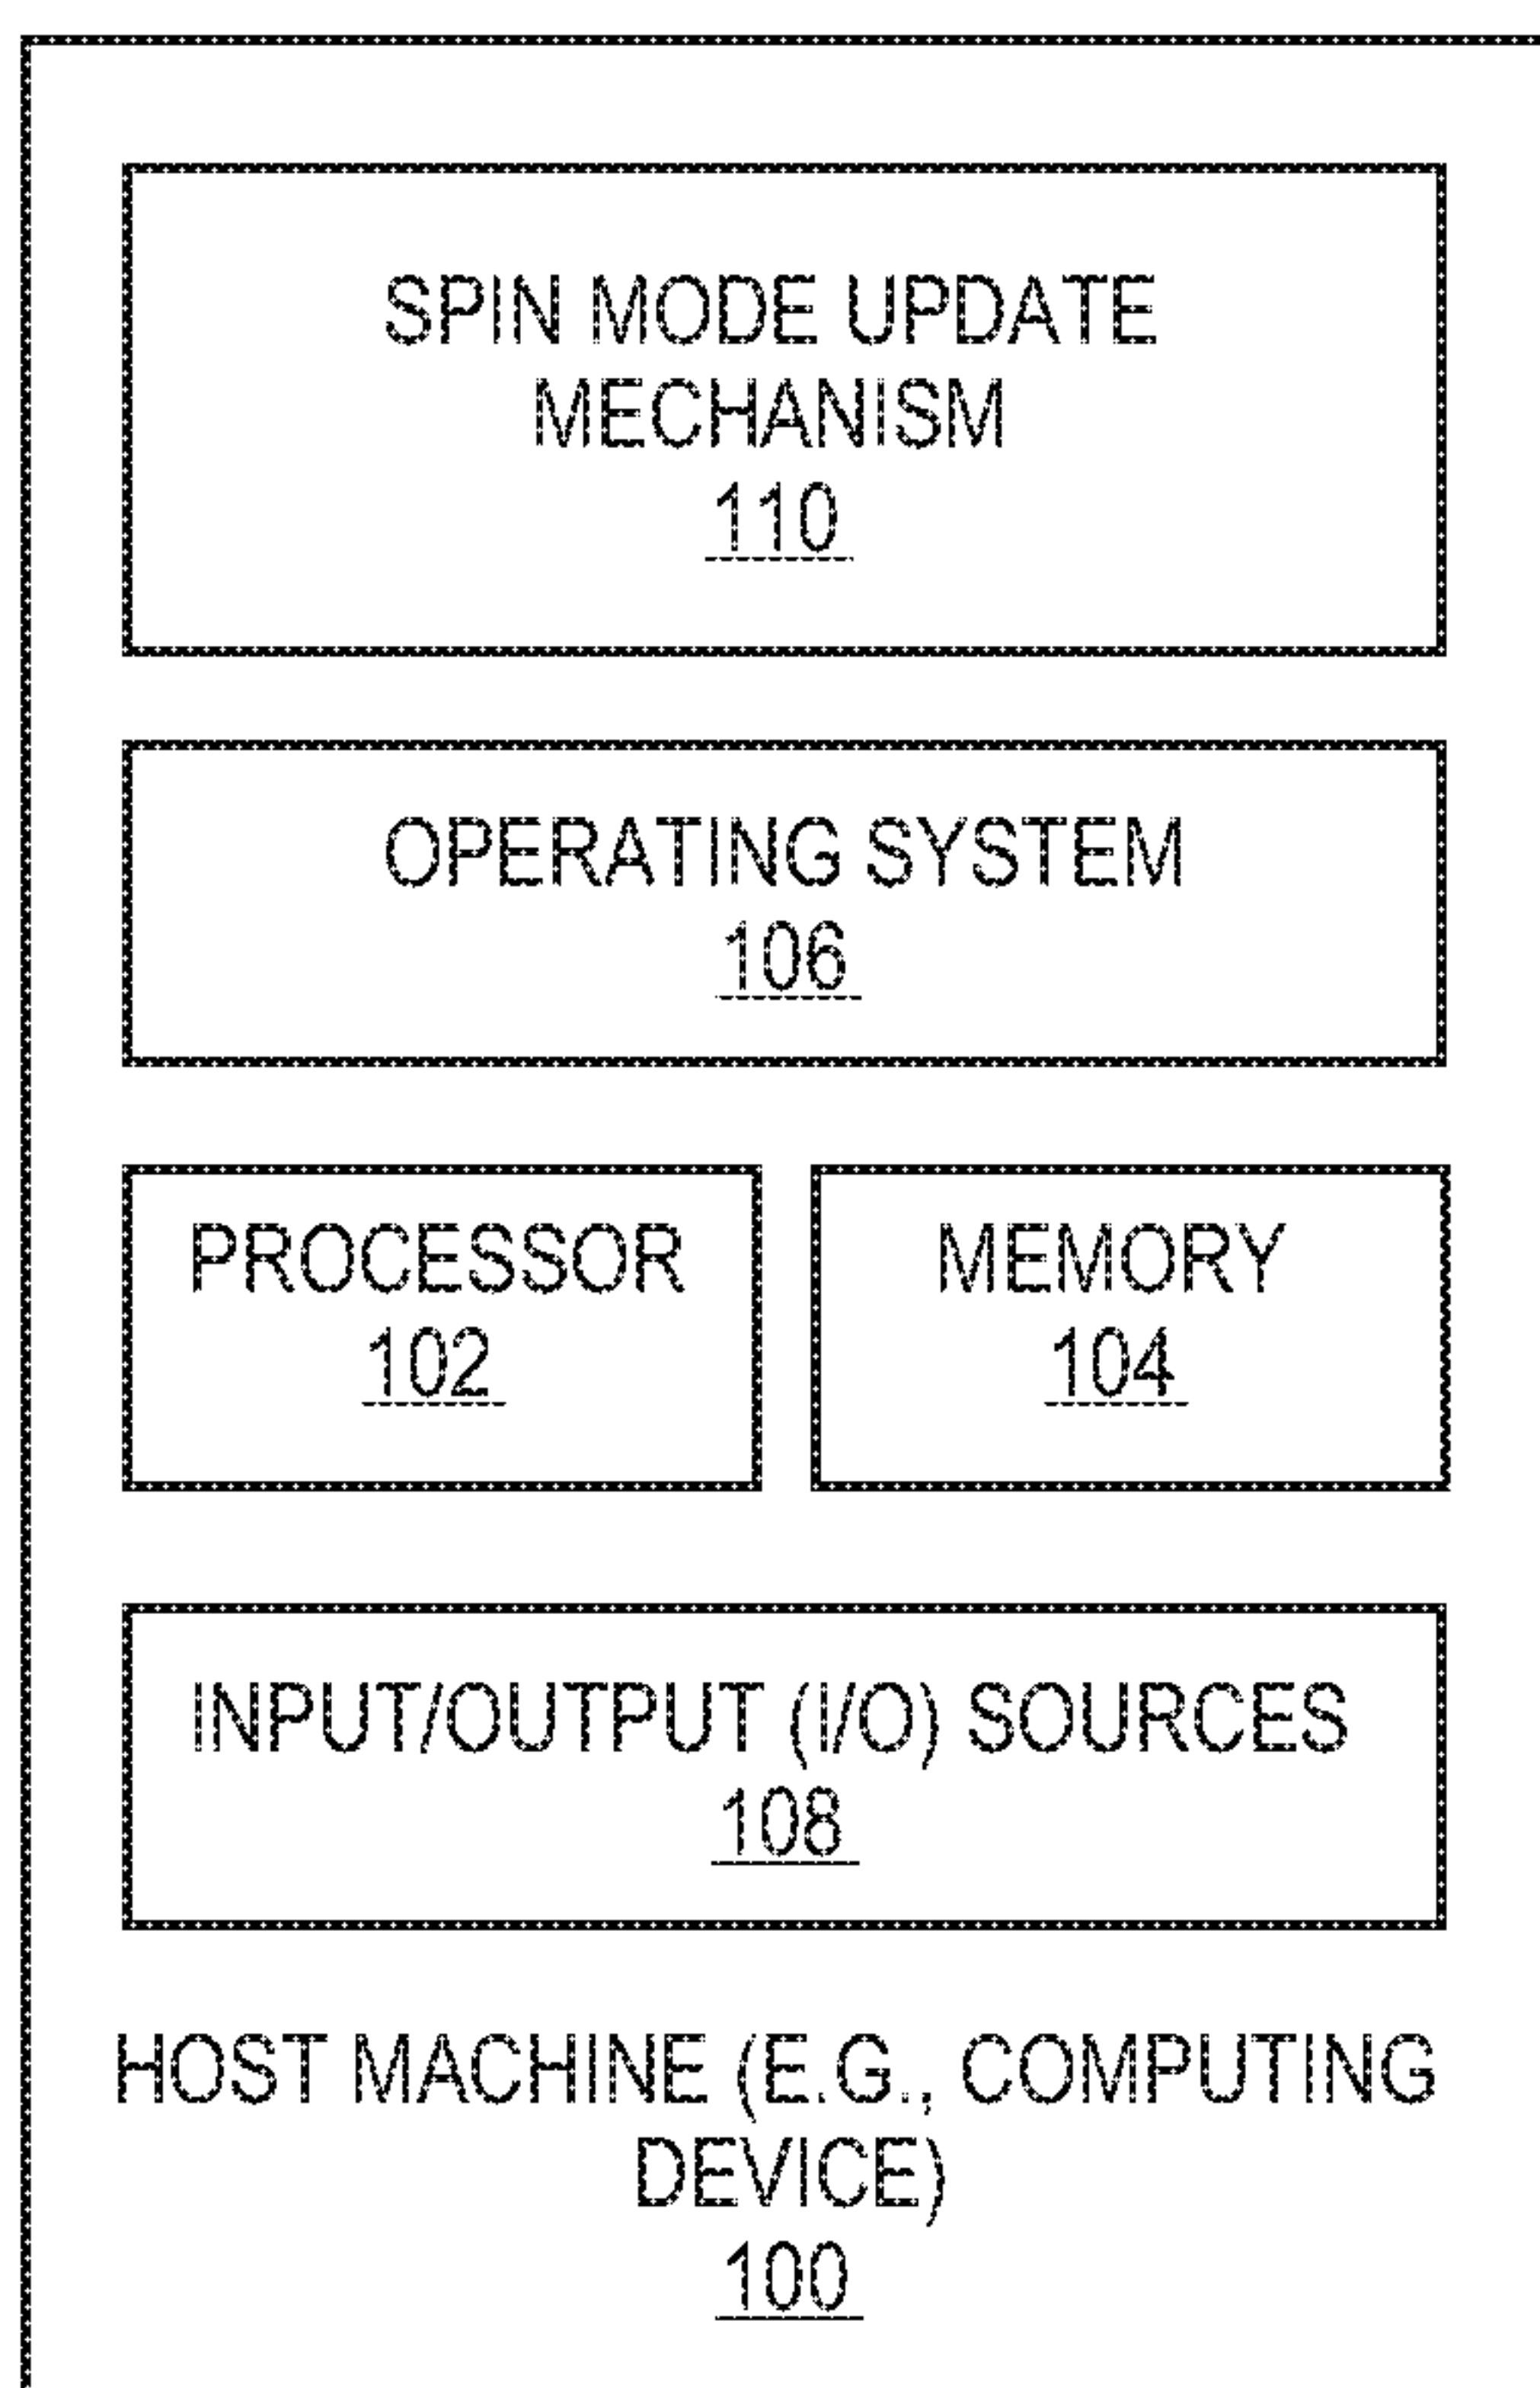 SPIN MODE UPDATE
MECHANISM
110
OPERATING SYSTEM
106
PROCESSOR
102
MEMORY
104
INPUT/OUTPUT (I/O) SOURCES
108
HOST MACHINE (E.G., COMPUTING
DEVICE)
100